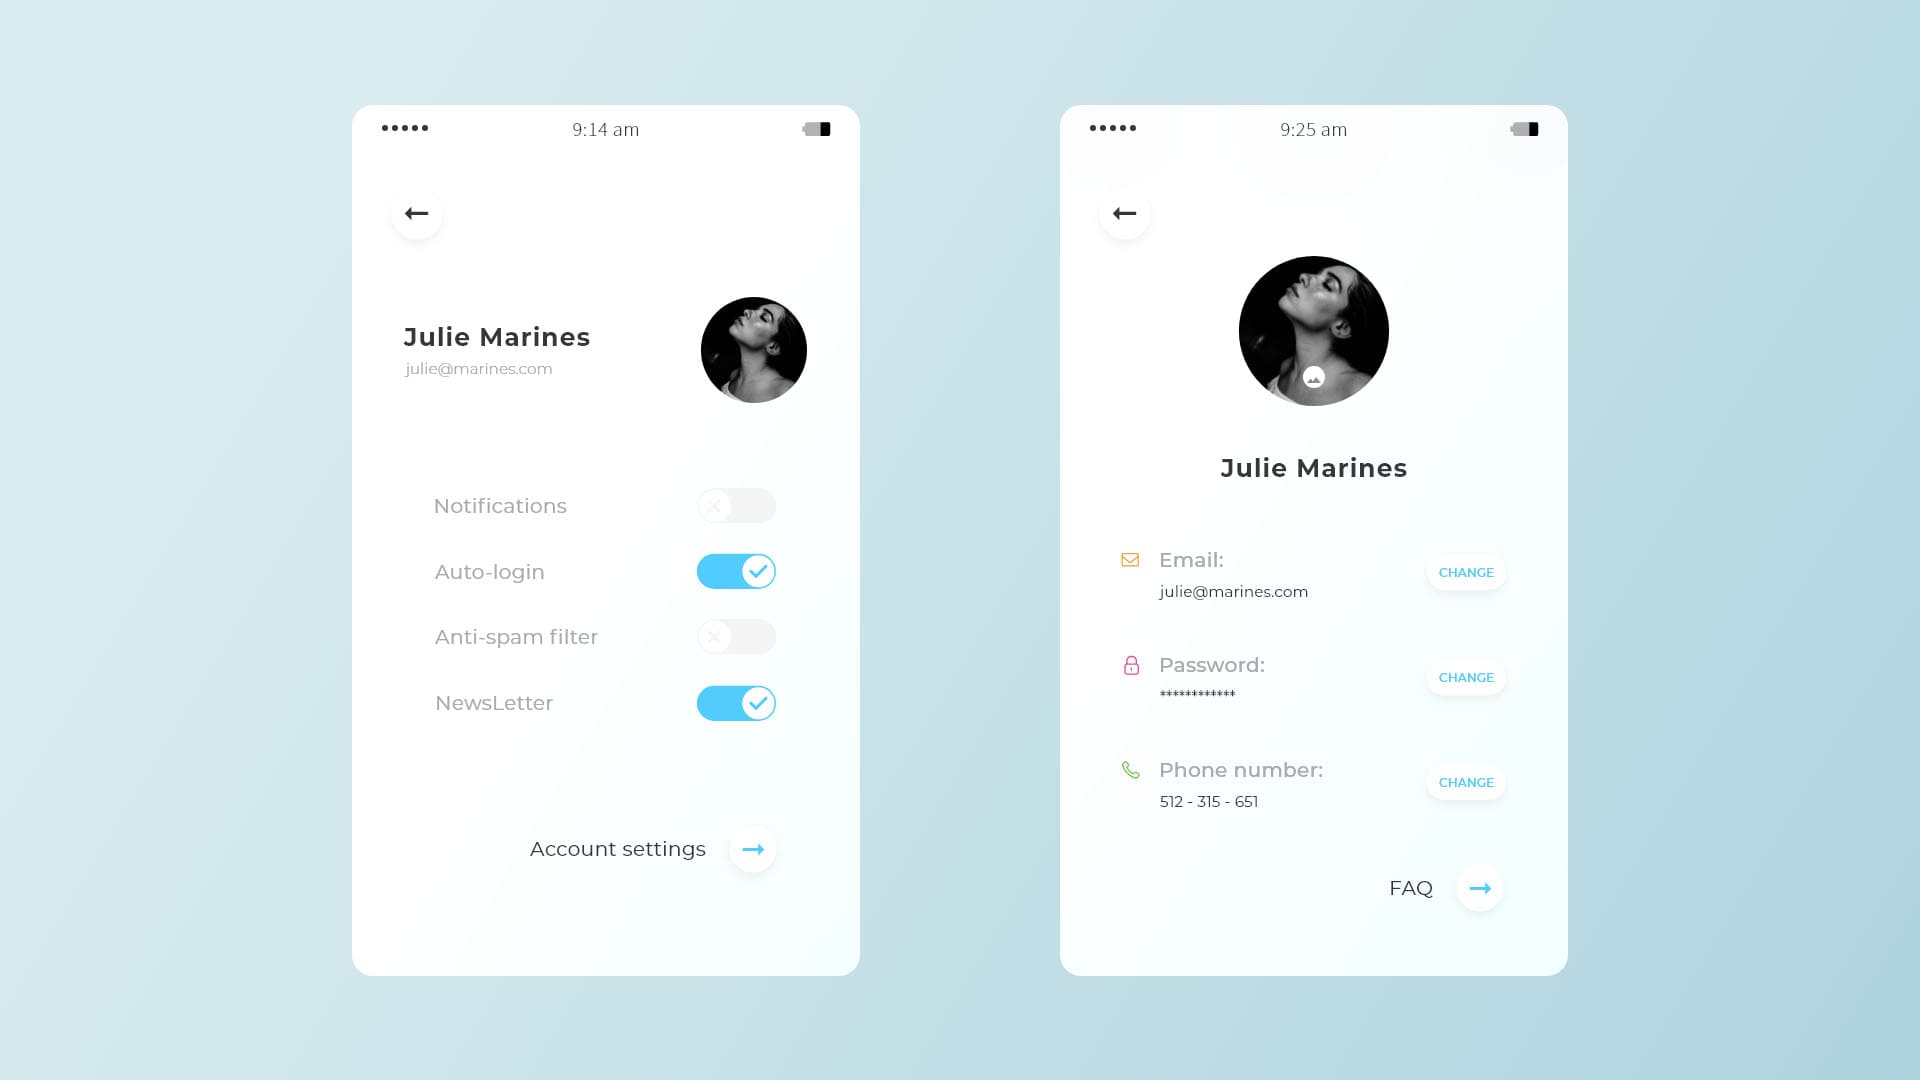 9:14 am
Julie Marines
julie@marines.com
Notifications
Auto-login
Anti-spam filter
NewsLetter
Account settings
9:25 am
Julie Marines
Email:
julie@marines.com
CHANGE
Password:
************
CHANGE
Phone number:
512 - 315 - 651
CHANGE
FAQ